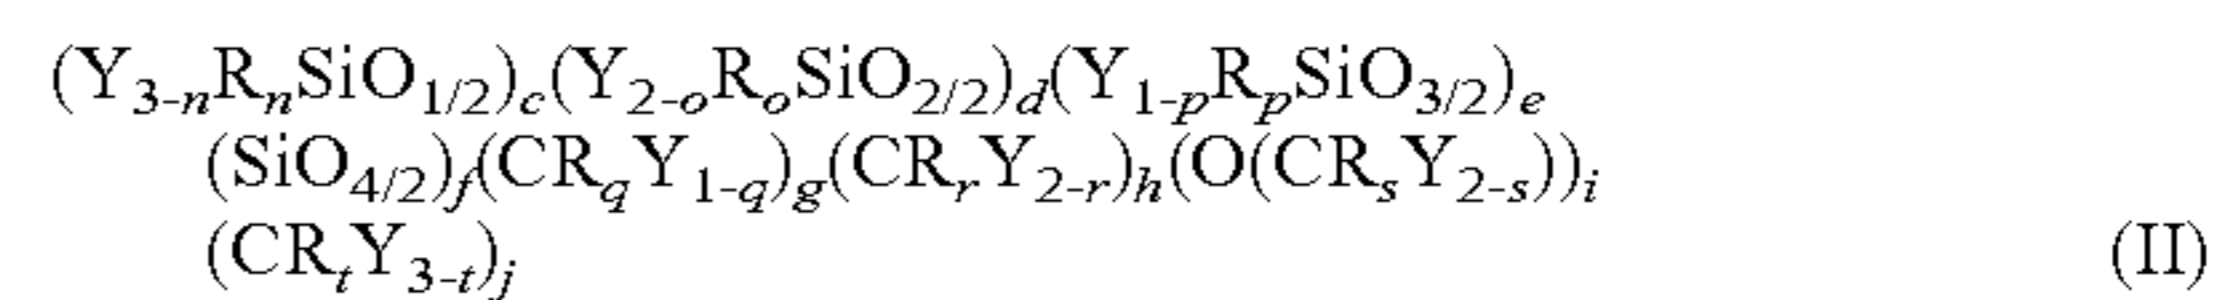 (Y₃₋ₙRₙSiO₁/₂)c(Y₂₋ₒRₒSiO₂/₂)d(Y₁₋ₚRₚSiO₃/₂)e
(SiO₄/₂)f(CRqY₁₋q)g(CRrY₂₋r)h(O(CRsY₂₋s))i
(CRtY₃₋t)j (II)